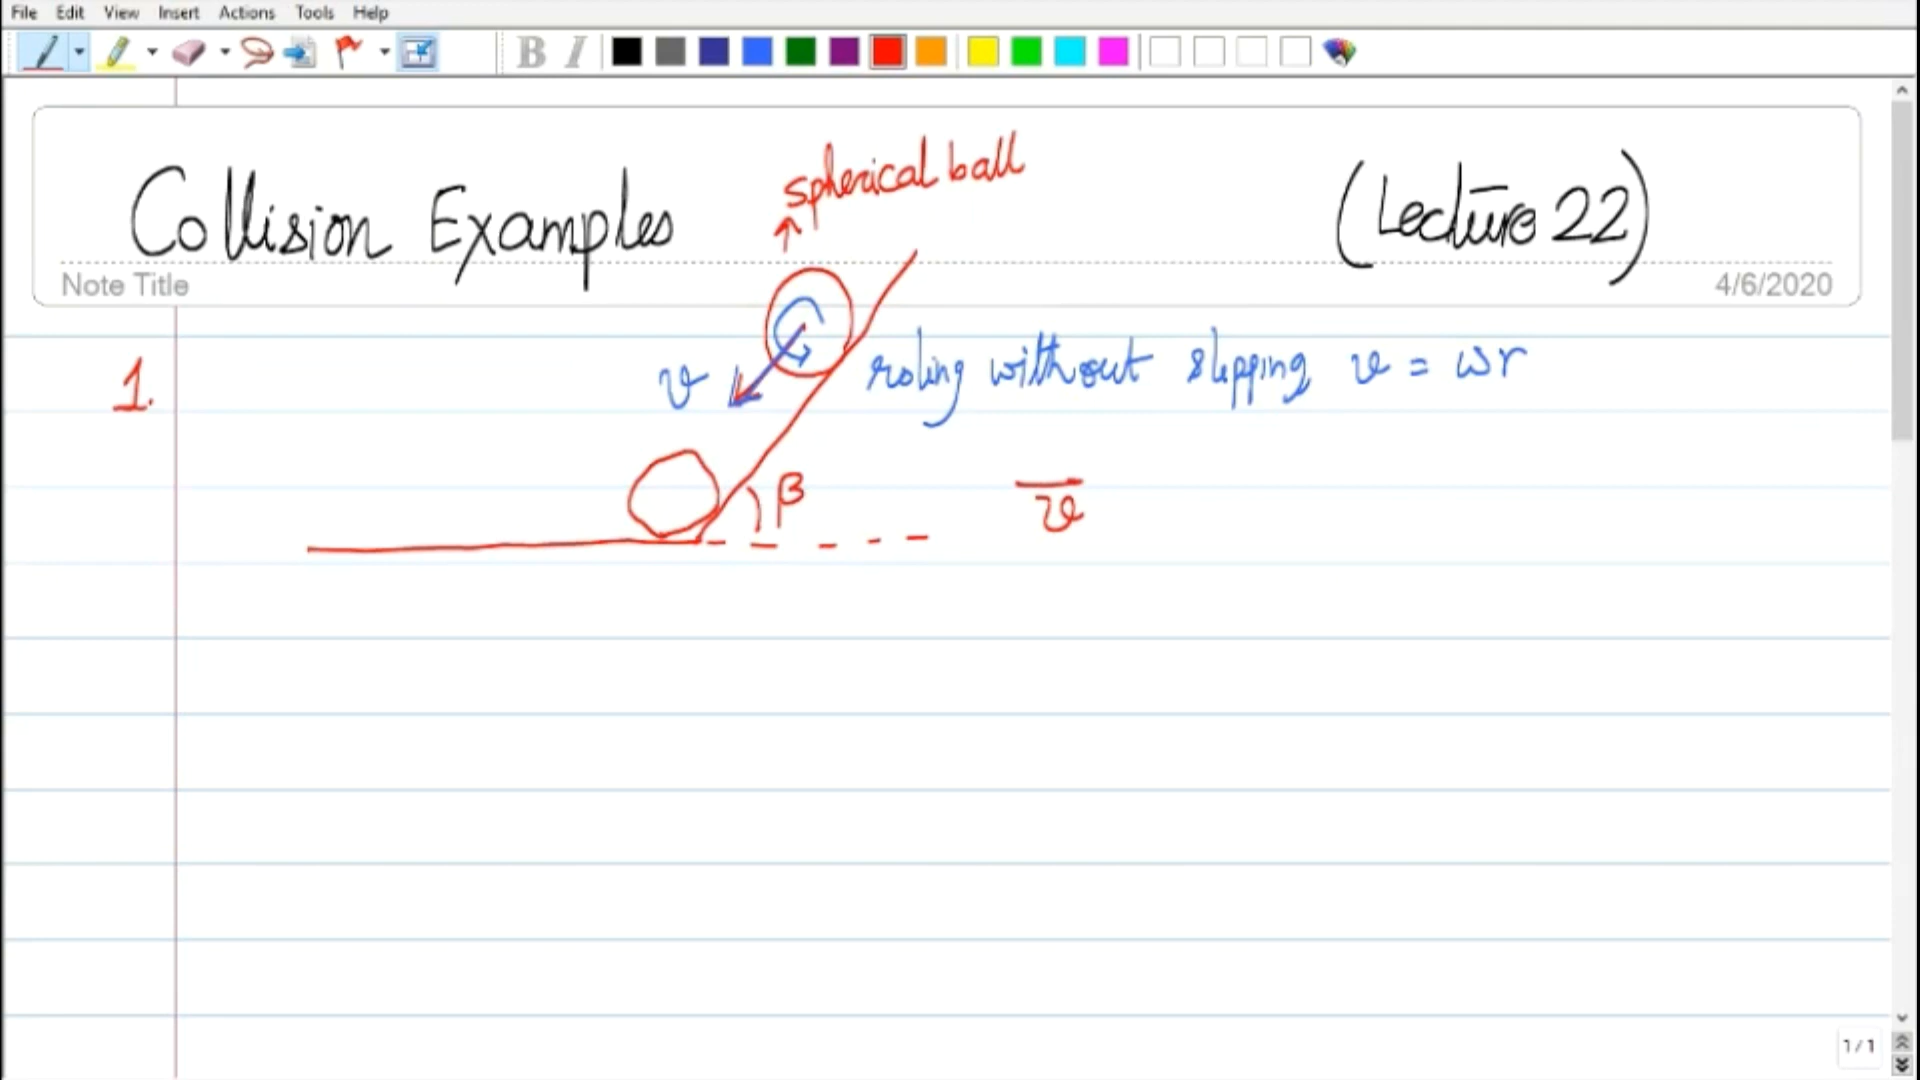 File Edit View Insert Actions Tools Help
B I
spherical ball
Collision Examples
(Lecture 22)
Note Title
4/6/2020
1.
v
roling without slipping v = ωr
β
v
1 / 1